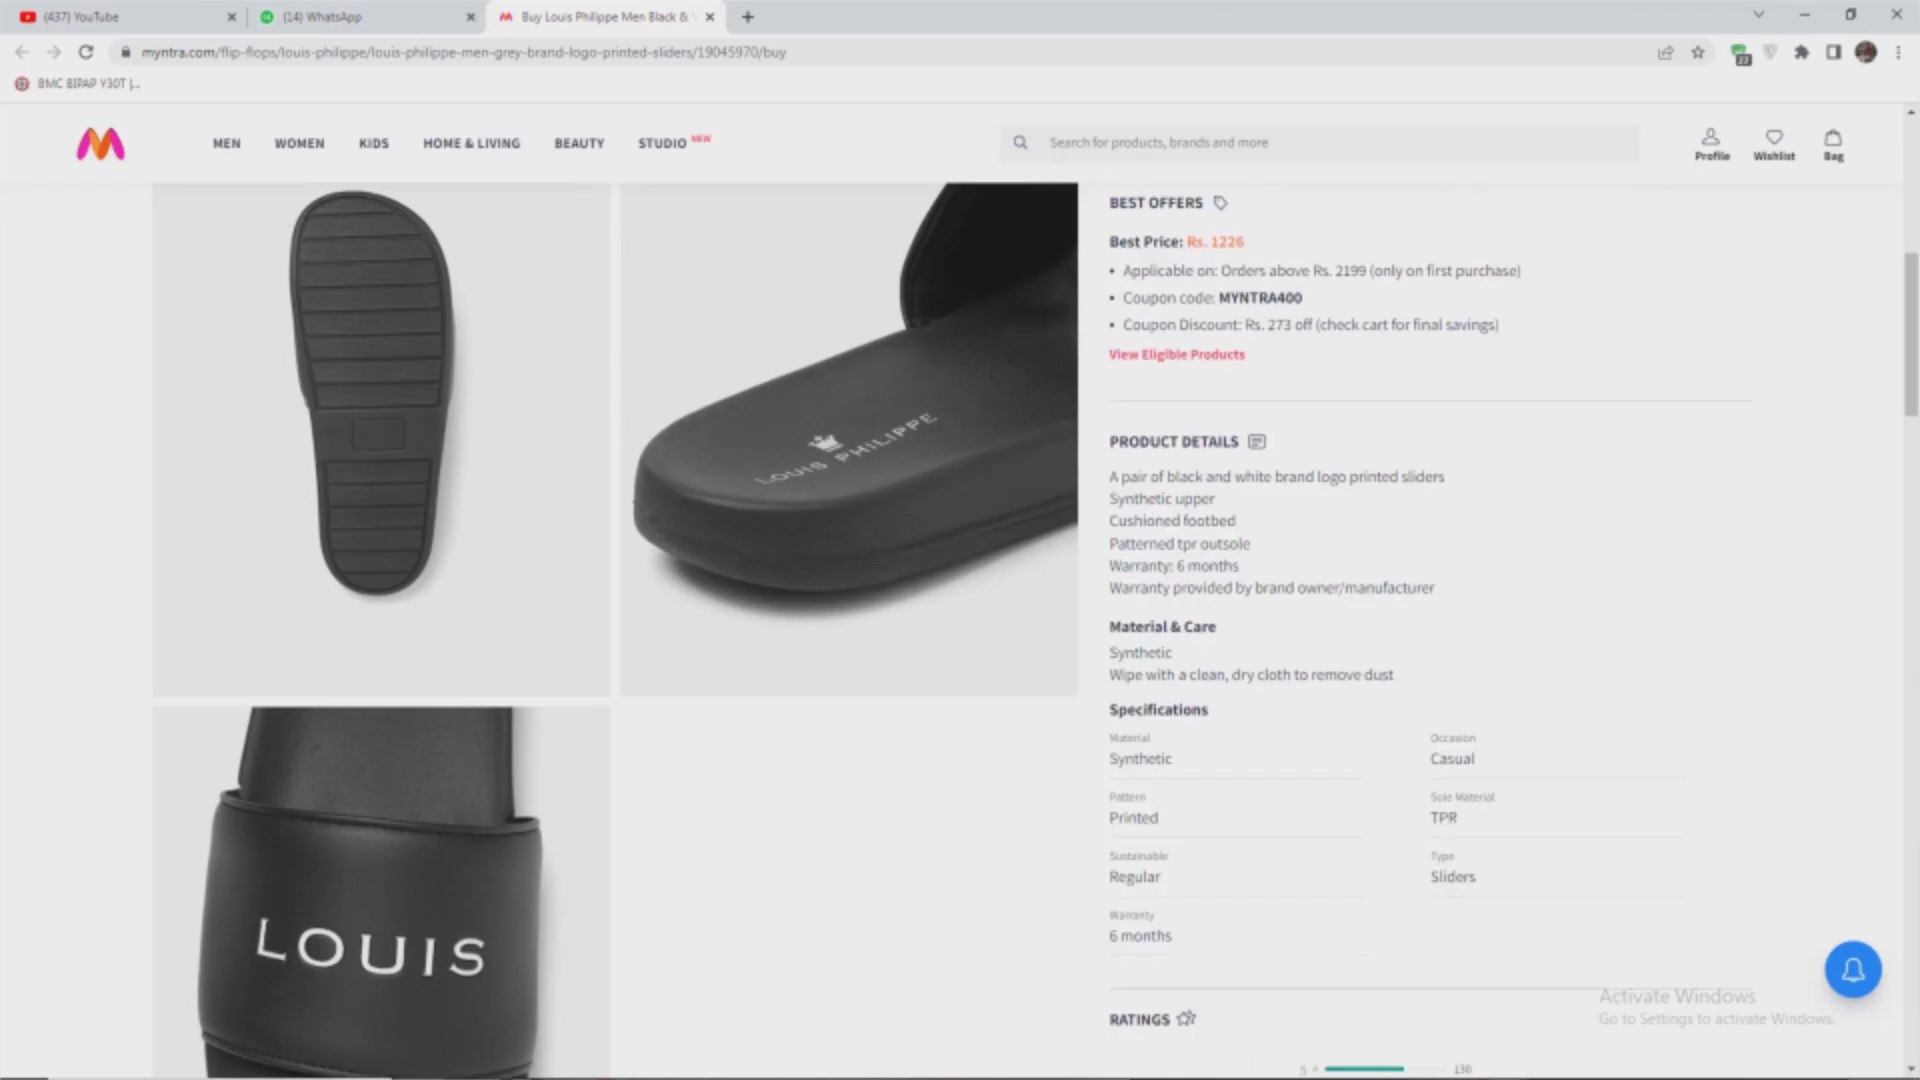 (437) YouTube
(14) WhatsApp
Buy Louis Philippe Men Black &
myntra.com/flip-flops/louis-philippe/louis-philippe-men-grey-brand-logo-printed-sliders/19045970/buy
27
BMC BIPAP Y30T |...
MEN
WOMEN
KIDS
HOME & LIVING
BEAUTY
STUDIO NEW
Search for products, brands and more
Profile
Wishlist
Bag
LOUIS PHILIPPE
LOUIS
BEST OFFERS
Best Price: Rs. 1226
• Applicable on: Orders above Rs. 2199 (only on first purchase)
• Coupon code: MYNTRA400
• Coupon Discount: Rs. 273 off (check cart for final savings)
View Eligible Products
PRODUCT DETAILS
A pair of black and white brand logo printed sliders
Synthetic upper
Cushioned footbed
Patterned tpr outsole
Warranty: 6 months
Warranty provided by brand owner/manufacturer
Material & Care
Synthetic
Wipe with a clean, dry cloth to remove dust
Specifications
Material
Synthetic
Occasion
Casual
Pattern
Printed
Sole Material
TPR
Sustainable
Regular
Type
Sliders
Warranty
6 months
RATINGS
5
130
Activate Windows
Go to Settings to activate Windows.